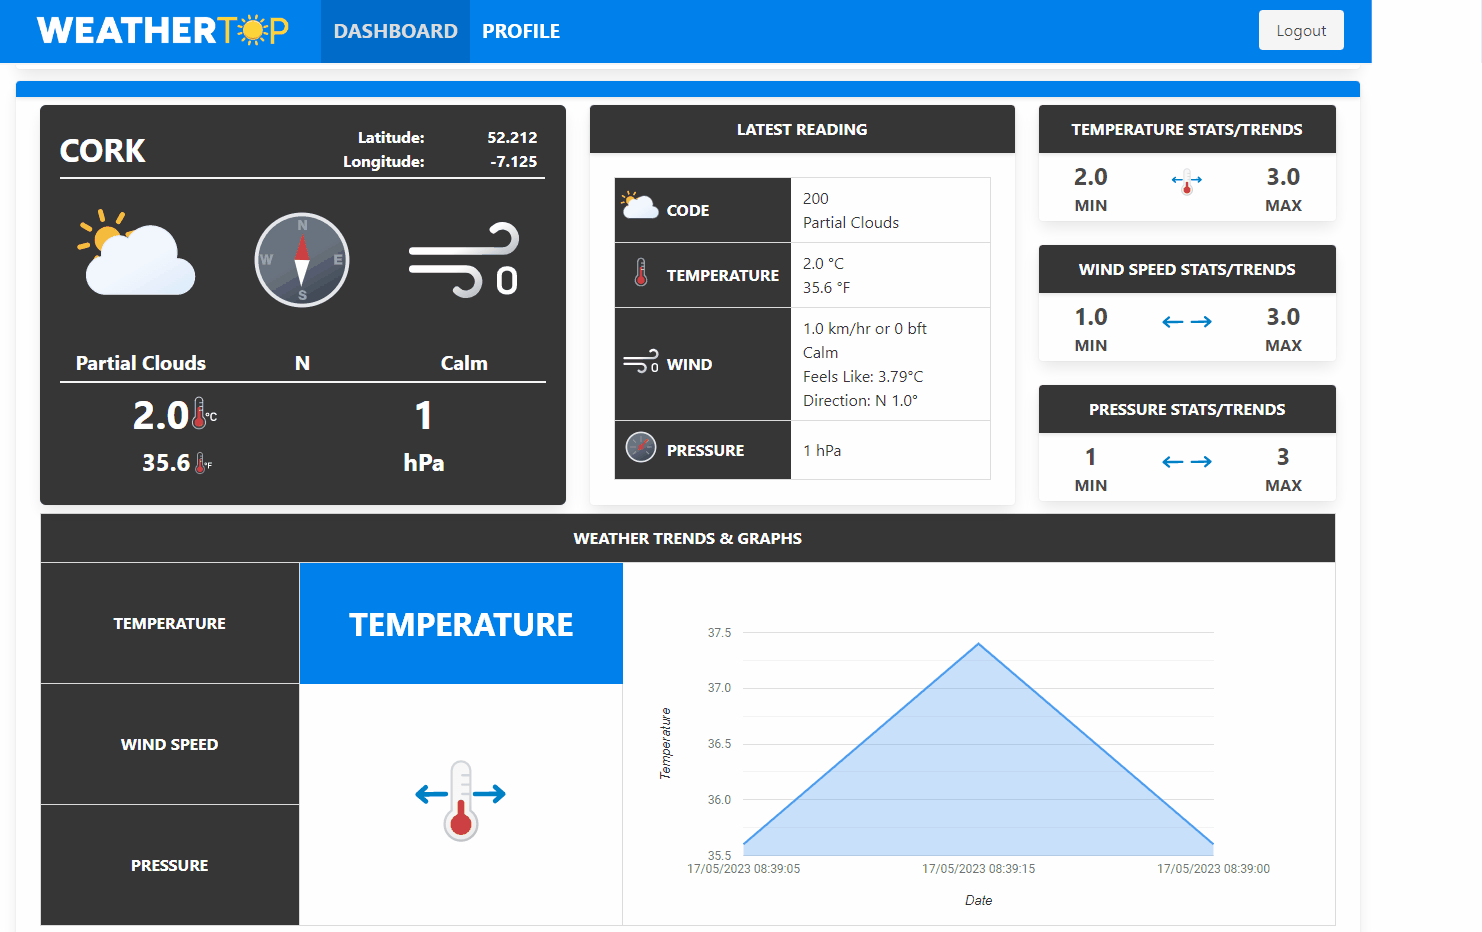 WEATHERTOP
DASHBOARD
PROFILE
Logout
CORK
Latitude: 52.212
Longitude: -7.125
N
W E
S
0
Partial Clouds N Calm
2.0 °C
1
35.6 °F
hPa
LATEST READING
CODE
200
Partial Clouds
TEMPERATURE
2.0 °C
35.6 °F
0
WIND
1.0 km/hr or 0 bft
Calm
Feels Like: 3.79°C
Direction: N 1.0°
PRESSURE
1 hPa
TEMPERATURE STATS/TRENDS
2.0 3.0
MIN MAX
WIND SPEED STATS/TRENDS
1.0 3.0
MIN MAX
PRESSURE STATS/TRENDS
1 3
MIN MAX
WEATHER TRENDS & GRAPHS
TEMPERATURE
WIND SPEED
PRESSURE
TEMPERATURE
Temperature
37.5
37.0
36.5
36.0
35.5
17/05/2023 08:39:05 17/05/2023 08:39:15 17/05/2023 08:39:00
Date